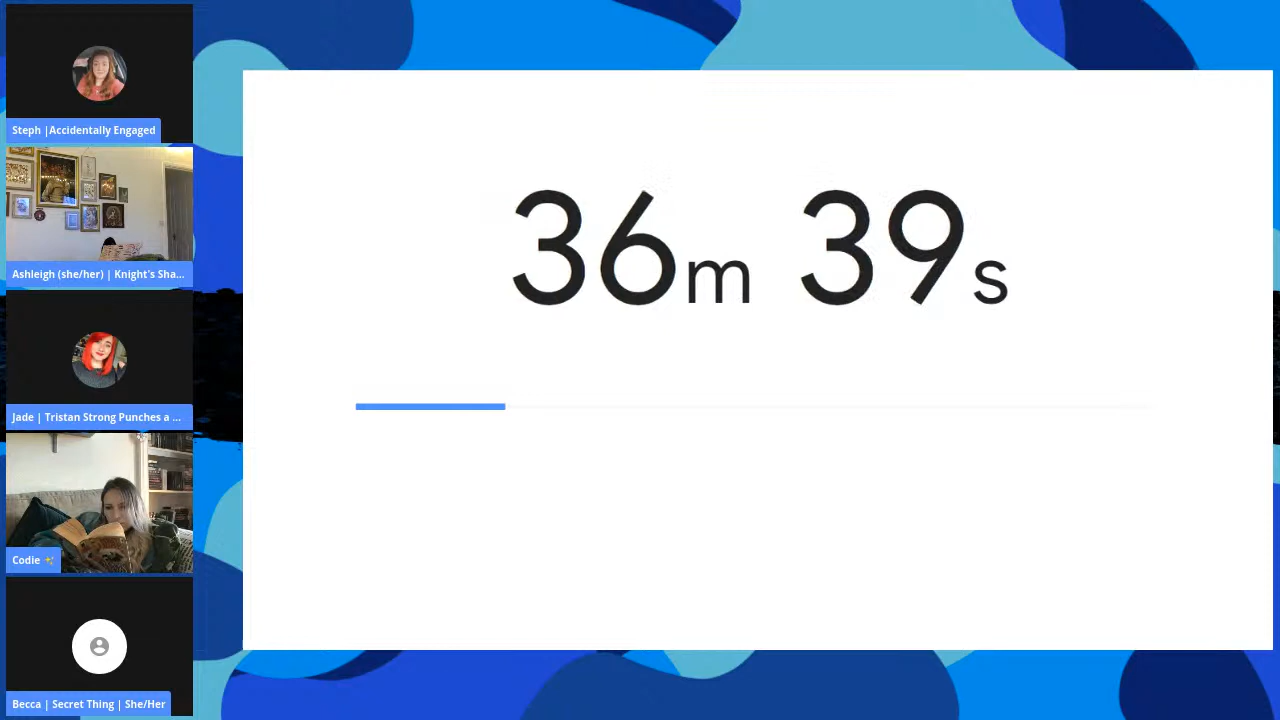 Steph |Accidentally Engaged
Ashleigh (she/her) | Knight's Sha...
Jade | Tristan Strong Punches a ...
Codie ✨
Becca | Secret Thing | She/Her
36m 39s